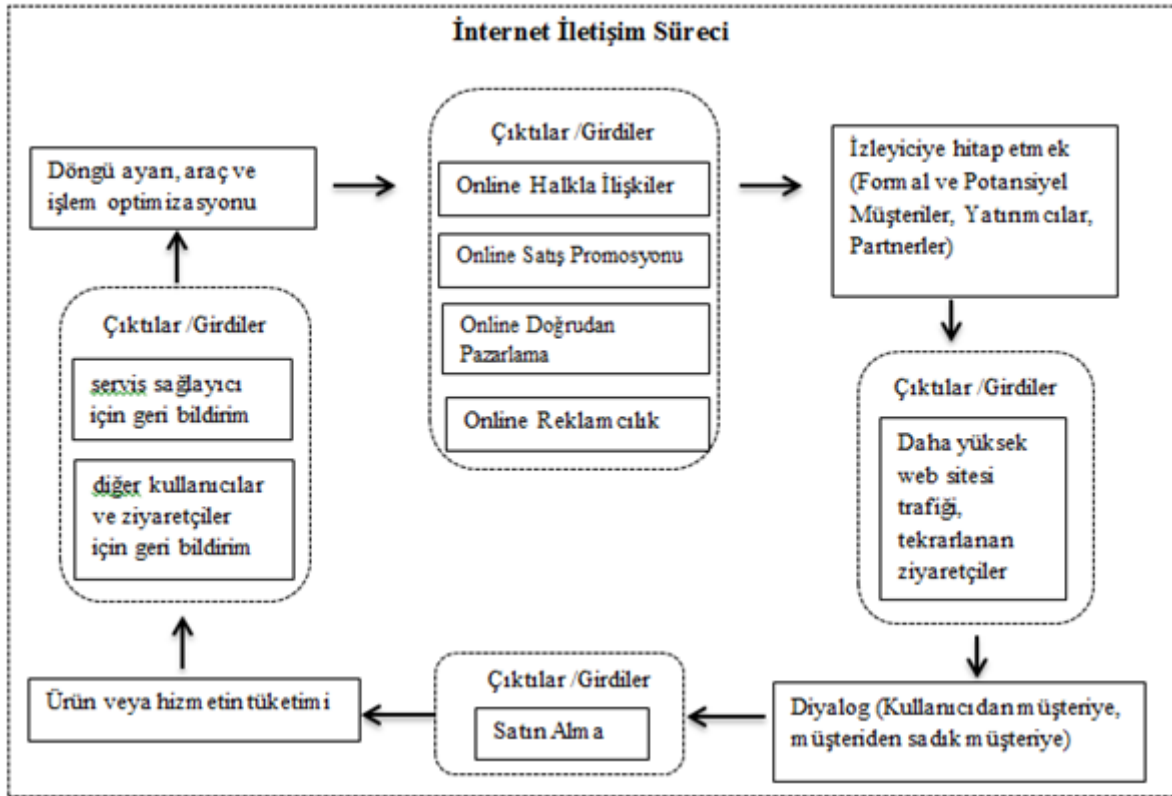 İnternet İletişim Süreci
Döngü ayarı, araç ve
işlem optimizasyonu
Çıktılar /Girdiler
Online Halkla İlişkiler
Online Satış Promosyonu
Online Doğrudan
Pazarlama
Online Reklamcılık
İzleyiciye hitap etmek
(Formal ve Potansiyel
Müşteriler, Yatırımcılar,
Partnerler)
Çıktılar /Girdiler
Daha yüksek
web sitesi
trafiği,
tekrarlanan
ziyaretçiler
Diyalog (Kullanıcıdan müşteriye,
müşteriden sadık müşteriye)
Çıktılar /Girdiler
Satın Alma
Ürün veya hizmetin tüketimi
Çıktılar /Girdiler
servis sağlayıcı
için geri bildirim
diğer kullanıcılar
ve ziyaretçiler
için geri bildirim